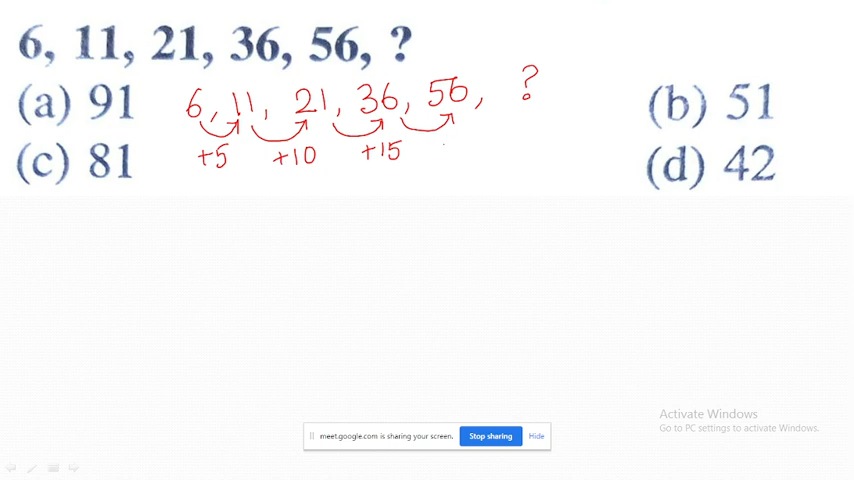 6, 11, 21, 36, 56, ?
(a) 91
6, 11, 21, 36, 56, ?
(b) 51
+5 +10 +15
(c) 81
(d) 42
Activate Windows
Go to PC settings to activate Windows.
meet.google.com is sharing your screen. Stop sharing Hide